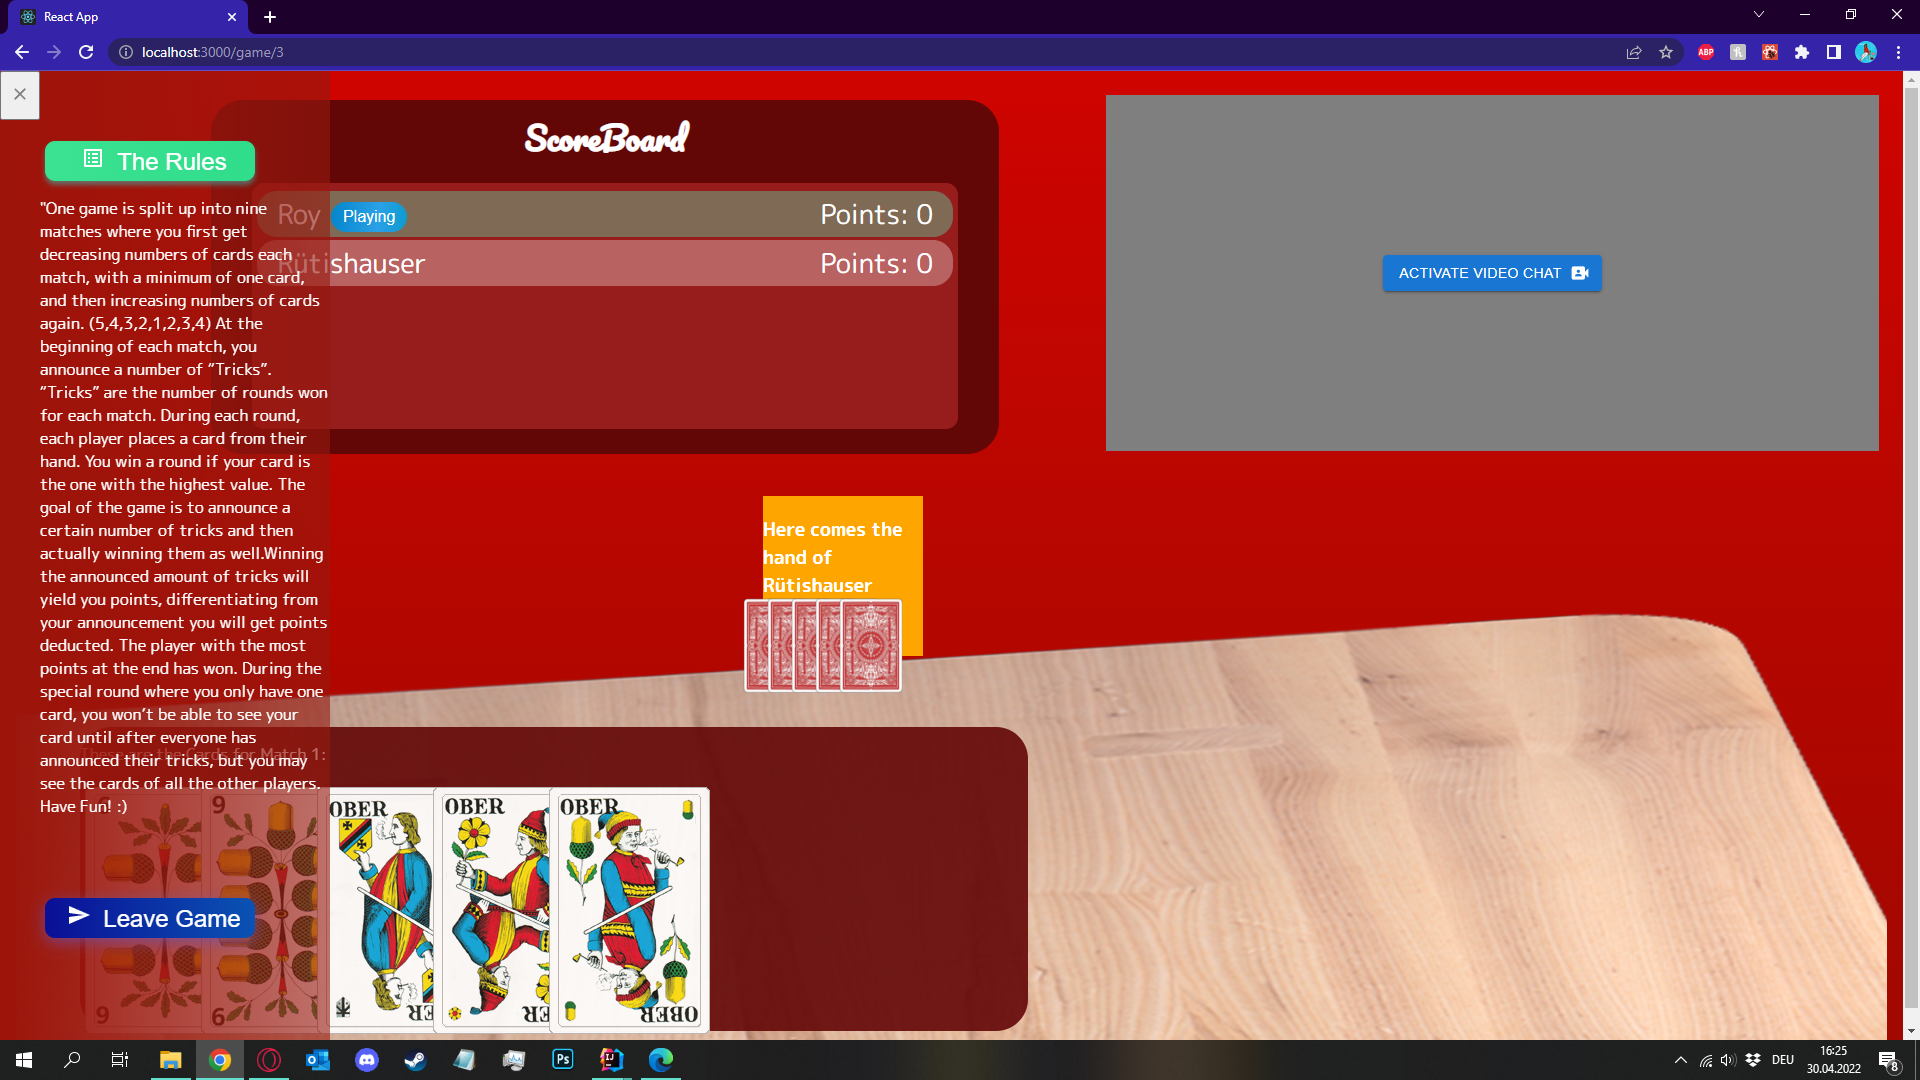 React App
localhost:3000/game/3
ABP
The Rules
"One game is split up into nine
matches where you first get
decreasing numbers of cards each
match, with a minimum of one card,
and then increasing numbers of cards
again. (5,4,3,2,1,2,3,4) At the
beginning of each match, you
announce a number of “Tricks”.
“Tricks” are the number of rounds won
for each match. During each round,
each player places a card from their
hand. You win a round if your card is
the one with the highest value. The
goal of the game is to announce a
certain number of tricks and then
actually winning them as well.Winning
the announced amount of tricks will
yield you points, differentiating from
your announcement you will get points
deducted. The player with the most
points at the end has won. During the
special round where you only have one
card, you won’t be able to see your
card until after everyone has
announced their tricks, but you may
see the cards of all the other players.
Have Fun! :)
Leave Game
ScoreBoard
Roy Playing Points: 0
Rütishauser Points: 0
ACTIVATE VIDEO CHAT
Here comes the
hand of
Rütishauser
These are the Cards for Match 1:
9
OBER
OBER
OBER
9
6
OBER
OBER
OBER
Ps
IJ
DEU
16:25
30.04.2022
8